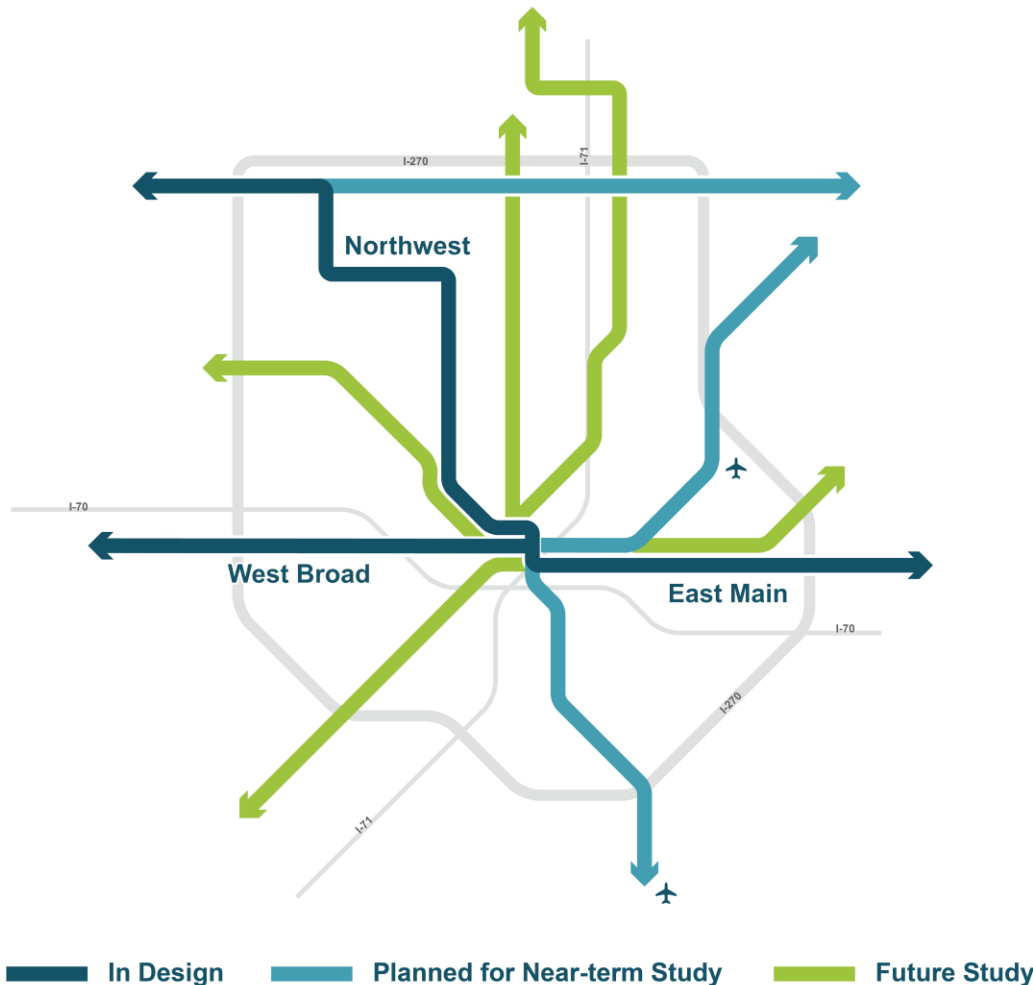 I-270
I-71
Northwest
I-70
West Broad
East Main
I-70
I-270
I-71
In Design
Planned for Near-term Study
Future Study